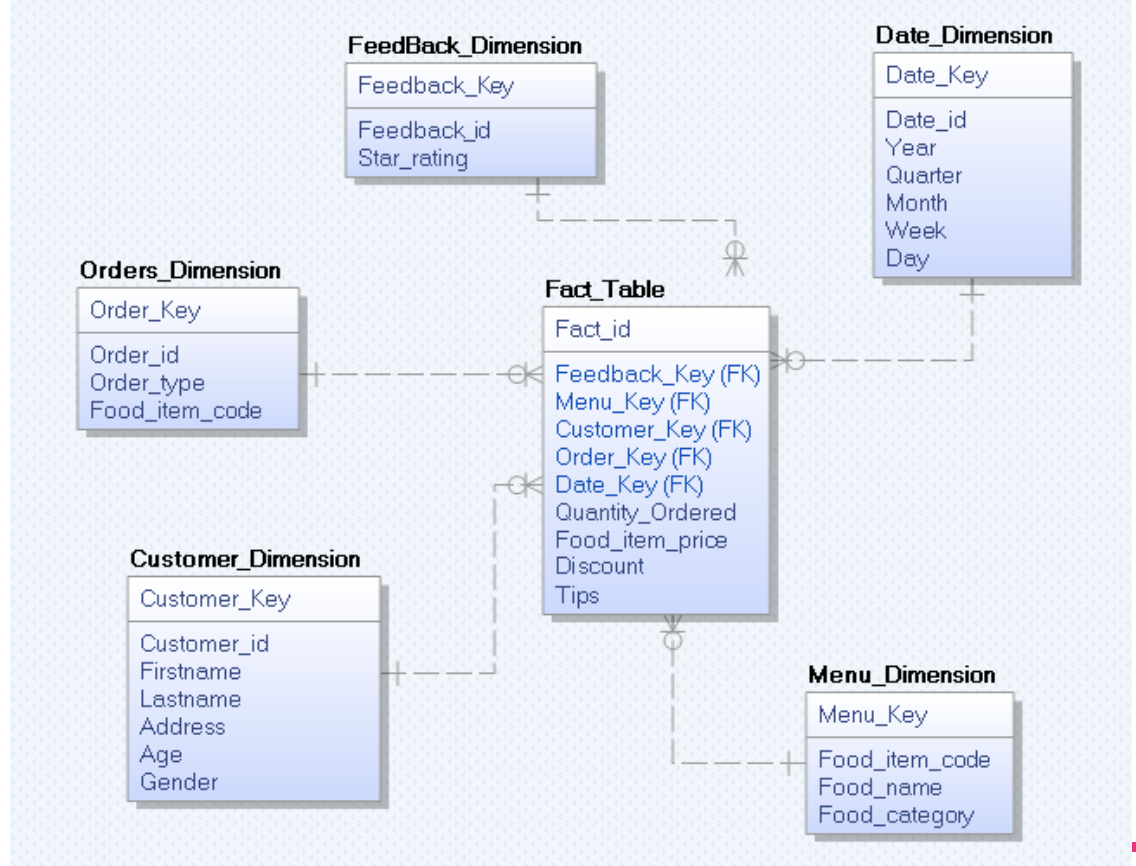 FeedBack_Dimension
Feedback_Key
Feedback_id
Star_rating
Date_Dimension
Date_Key
Date_id
Year
Quarter
Month
Week
Day
Orders_Dimension
Order_Key
Order_id
Order_type
Food_item_code
Fact_Table
Fact_id
Feedback_Key (FK)
Menu_Key (FK)
Customer_Key (FK)
Order_Key (FK)
Date_Key (FK)
Quantity_Ordered
Food_item_price
Discount
Tips
Customer_Dimension
Customer_Key
Customer_id
Firstname
Lastname
Address
Age
Gender
Menu_Dimension
Menu_Key
Food_item_code
Food_name
Food_category